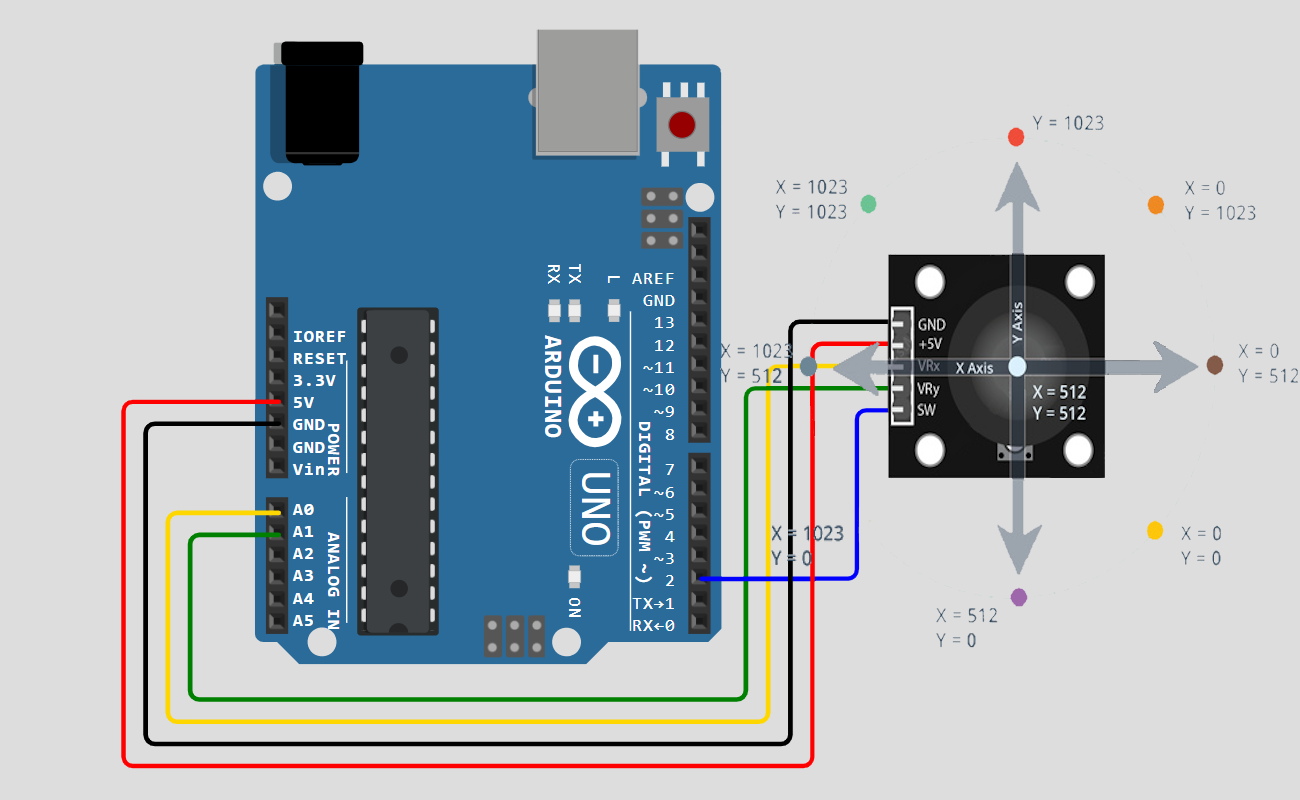 IOREF
RESET
3.3V
5V
GND
GND
Vin
POWER
A0
A1
A2
A3
A4
A5
ANALOG IN
RX
TX
L
ARDUINO
UNO
ON
AREF
GND
13
12
~11
~10
~9
8
7
~6
~5
4
~3
2
TX→1
RX←0
DIGITAL (PWM ~)
Y = 1023
X = 1023
Y = 1023
X = 0
Y = 1023
X = 1023
Y = 512
GND
+5V
VRx
VRy
SW
Y Axis
X Axis
X = 512
Y = 512
X = 0
Y = 512
X = 1023
Y = 0
X = 0
Y = 0
X = 512
Y = 0